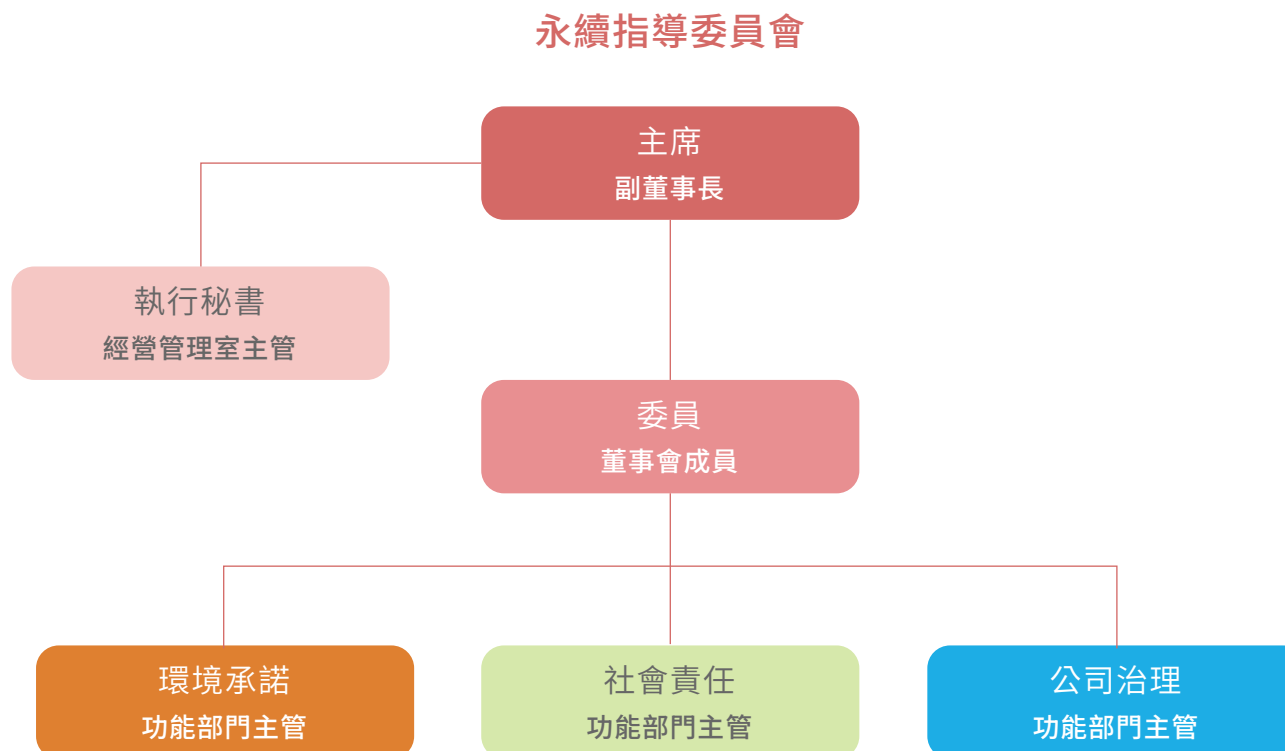 永續指導委員會
主席
副董事長
執行秘書
經營管理室主管
委員
董事會成員
環境承諾
功能部門主管
社會責任
功能部門主管
公司治理
功能部門主管